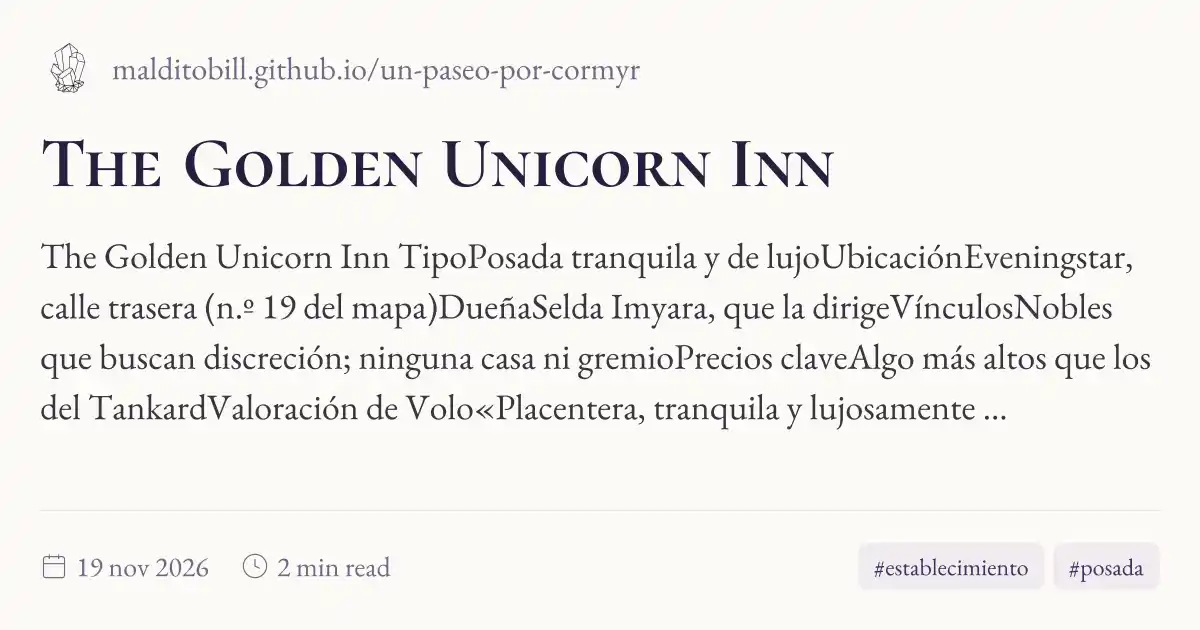 malditobill.github.io/un-paseo-por-cormyr
The Golden Unicorn Inn
The Golden Unicorn Inn TipoPosada tranquila y de lujoUbicaciónEveningstar,
calle trasera (n.º 19 del mapa)DueñaSelda Imyara, que la dirigeVínculosNobles
que buscan discreción; ninguna casa ni gremioPrecios claveAlgo más altos que los
del TankardValoración de Volo«Placentera, tranquila y lujosamente ...
19 nov 2026 2 min read #establecimiento #posada